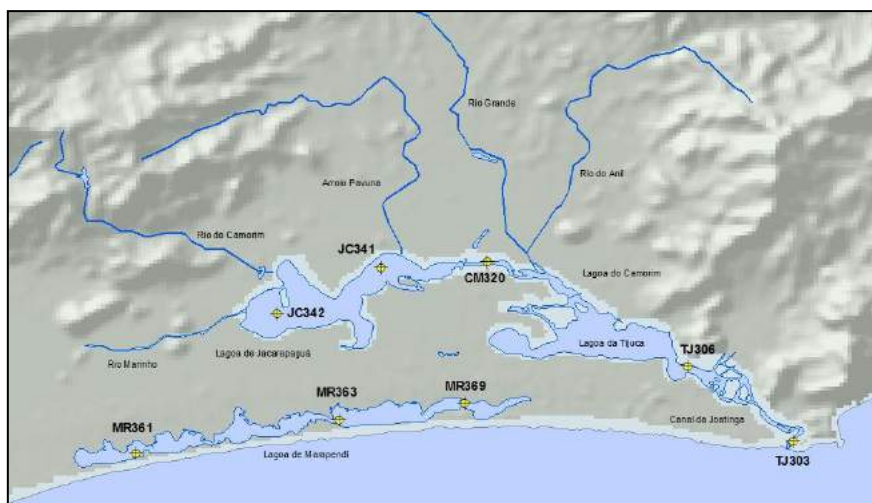 Rio Grande
Arroio Pavuna
Rio do Anil
Rio do Camorim
JC341
CM320
Lagoa do Camorim
JC342
Lagoa de Jacarapaguá
Lagoa da Tijuca
TJ306
Rio Marinho
MR363
MR369
MR361
Canal da Joatinga
Lagoa de Marapendi
TJ303